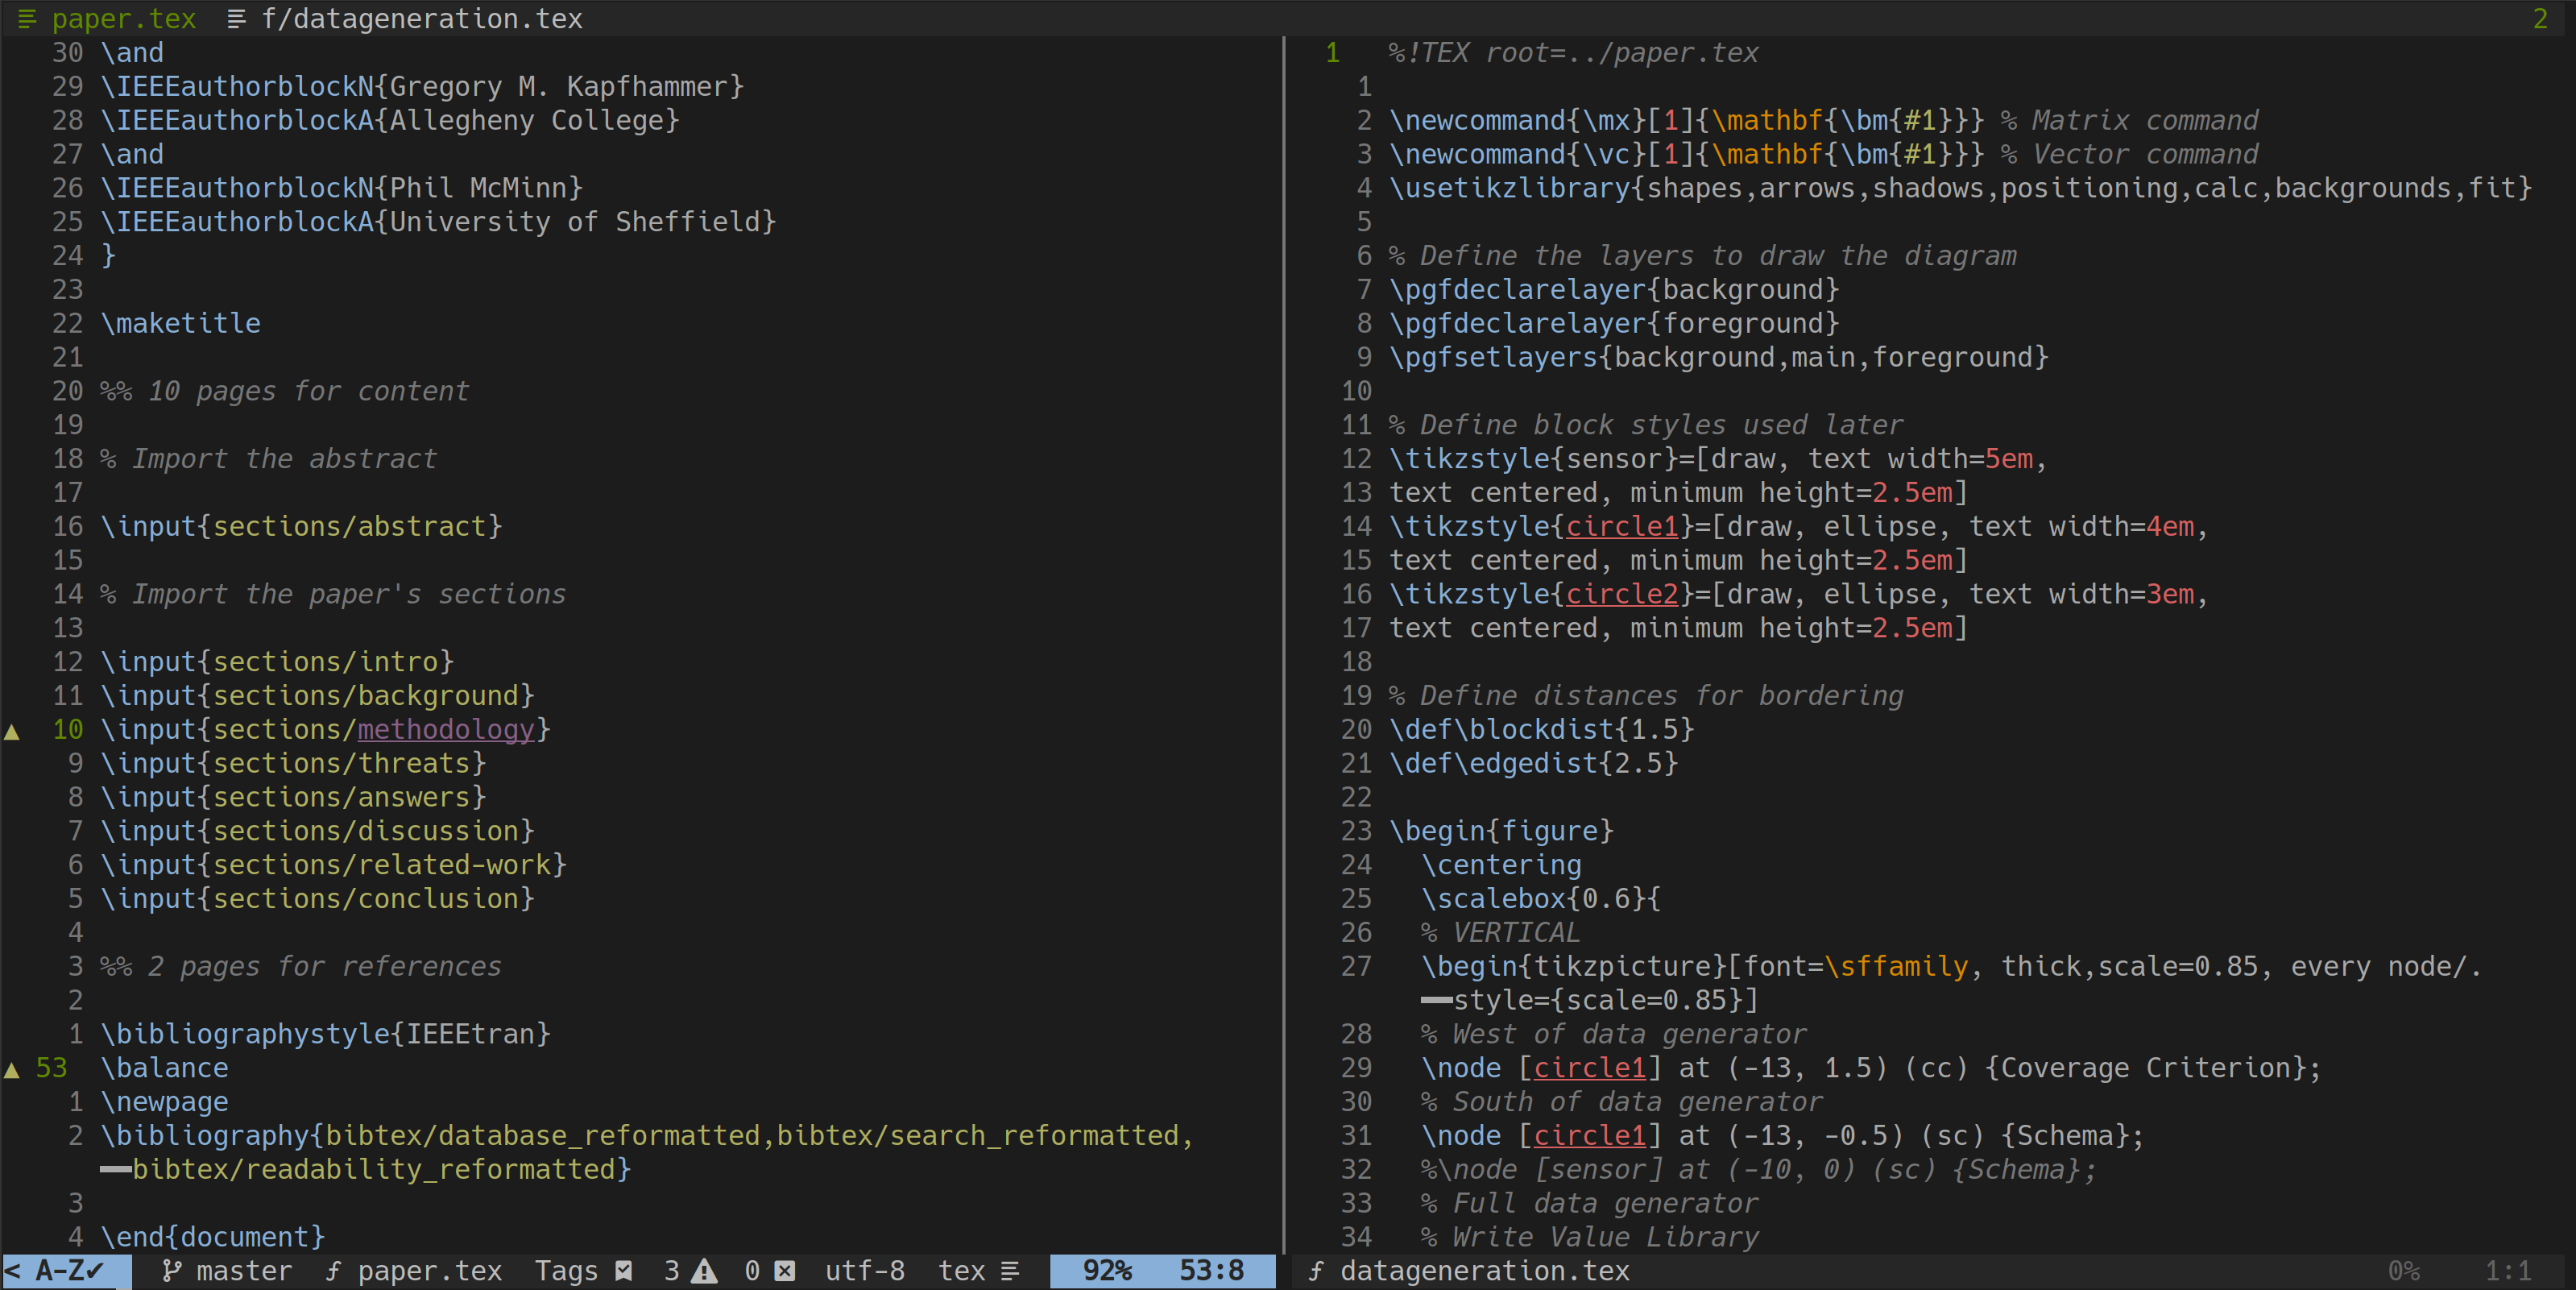 paper.tex f/datageneration.tex 2
30 \and
29 \IEEEauthorblockN{Gregory M. Kapfhammer}
28 \IEEEauthorblockA{Allegheny College}
27 \and
26 \IEEEauthorblockN{Phil McMinn}
25 \IEEEauthorblockA{University of Sheffield}
24 }
23
22 \maketitle
21
20 %% 10 pages for content
19
18 % Import the abstract
17
16 \input{sections/abstract}
15
14 % Import the paper's sections
13
12 \input{sections/intro}
11 \input{sections/background}
▲ 10 \input{sections/methodology}
9 \input{sections/threats}
8 \input{sections/answers}
7 \input{sections/discussion}
6 \input{sections/related-work}
5 \input{sections/conclusion}
4
3 %% 2 pages for references
2
1 \bibliographystyle{IEEEtran}
▲ 53 \balance
1 \newpage
2 \bibliography{bibtex/database_reformatted,bibtex/search_reformatted,
bibtex/readability_reformatted}
3
4 \end{document}
< A-Z✔ master f paper.tex Tags 3 0 utf-8 tex 92% 53:8
1 %!TEX root=../paper.tex
1
2 \newcommand{\mx}[1]{\mathbf{\bm{#1}}} % Matrix command
3 \newcommand{\vc}[1]{\mathbf{\bm{#1}}} % Vector command
4 \usetikzlibrary{shapes,arrows,shadows,positioning,calc,backgrounds,fit}
5
6 % Define the layers to draw the diagram
7 \pgfdeclarelayer{background}
8 \pgfdeclarelayer{foreground}
9 \pgfsetlayers{background,main,foreground}
10
11 % Define block styles used later
12 \tikzstyle{sensor}=[draw, text width=5em,
13 text centered, minimum height=2.5em]
14 \tikzstyle{circle1}=[draw, ellipse, text width=4em,
15 text centered, minimum height=2.5em]
16 \tikzstyle{circle2}=[draw, ellipse, text width=3em,
17 text centered, minimum height=2.5em]
18
19 % Define distances for bordering
20 \def\blockdist{1.5}
21 \def\edgedist{2.5}
22
23 \begin{figure}
24 \centering
25 \scalebox{0.6}{
26 % VERTICAL
27 \begin{tikzpicture}[font=\sffamily, thick,scale=0.85, every node/.
style={scale=0.85}]
28 % West of data generator
29 \node [circle1] at (-13, 1.5) (cc) {Coverage Criterion};
30 % South of data generator
31 \node [circle1] at (-13, -0.5) (sc) {Schema};
32 %\node [sensor] at (-10, 0) (sc) {Schema};
33 % Full data generator
34 % Write Value Library
f datageneration.tex 0% 1:1